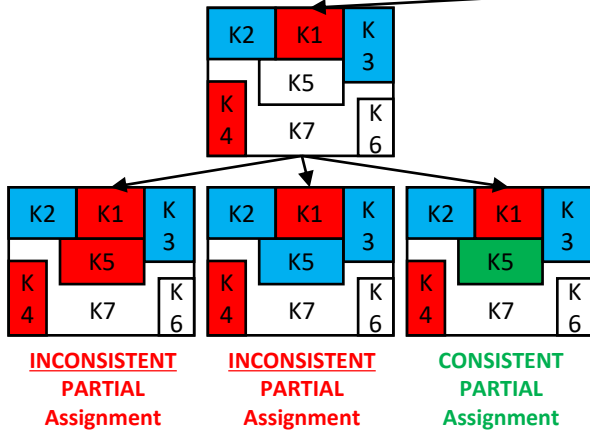 K2 K1 K
3
K5
K
4
K7
K
6
K2 K1 K
3
K5
K
4
K7
K
6
K2 K1 K
3
K5
K
4
K7
K
6
K2 K1 K
3
K5
K
4
K7
K
6
INCONSISTENT
PARTIAL
Assignment
INCONSISTENT
PARTIAL
Assignment
CONSISTENT
PARTIAL
Assignment